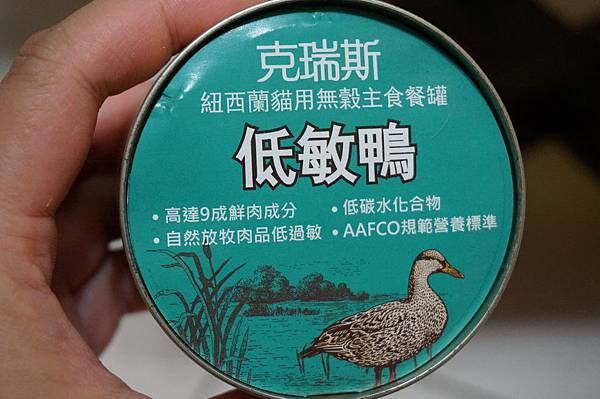 克瑞斯
紐西蘭貓用無穀主食餐罐
低敏鴨
• 高達9成鮮肉成分 • 低碳水化合物
• 自然放牧肉品低過敏 • AAFCO規範營養標準